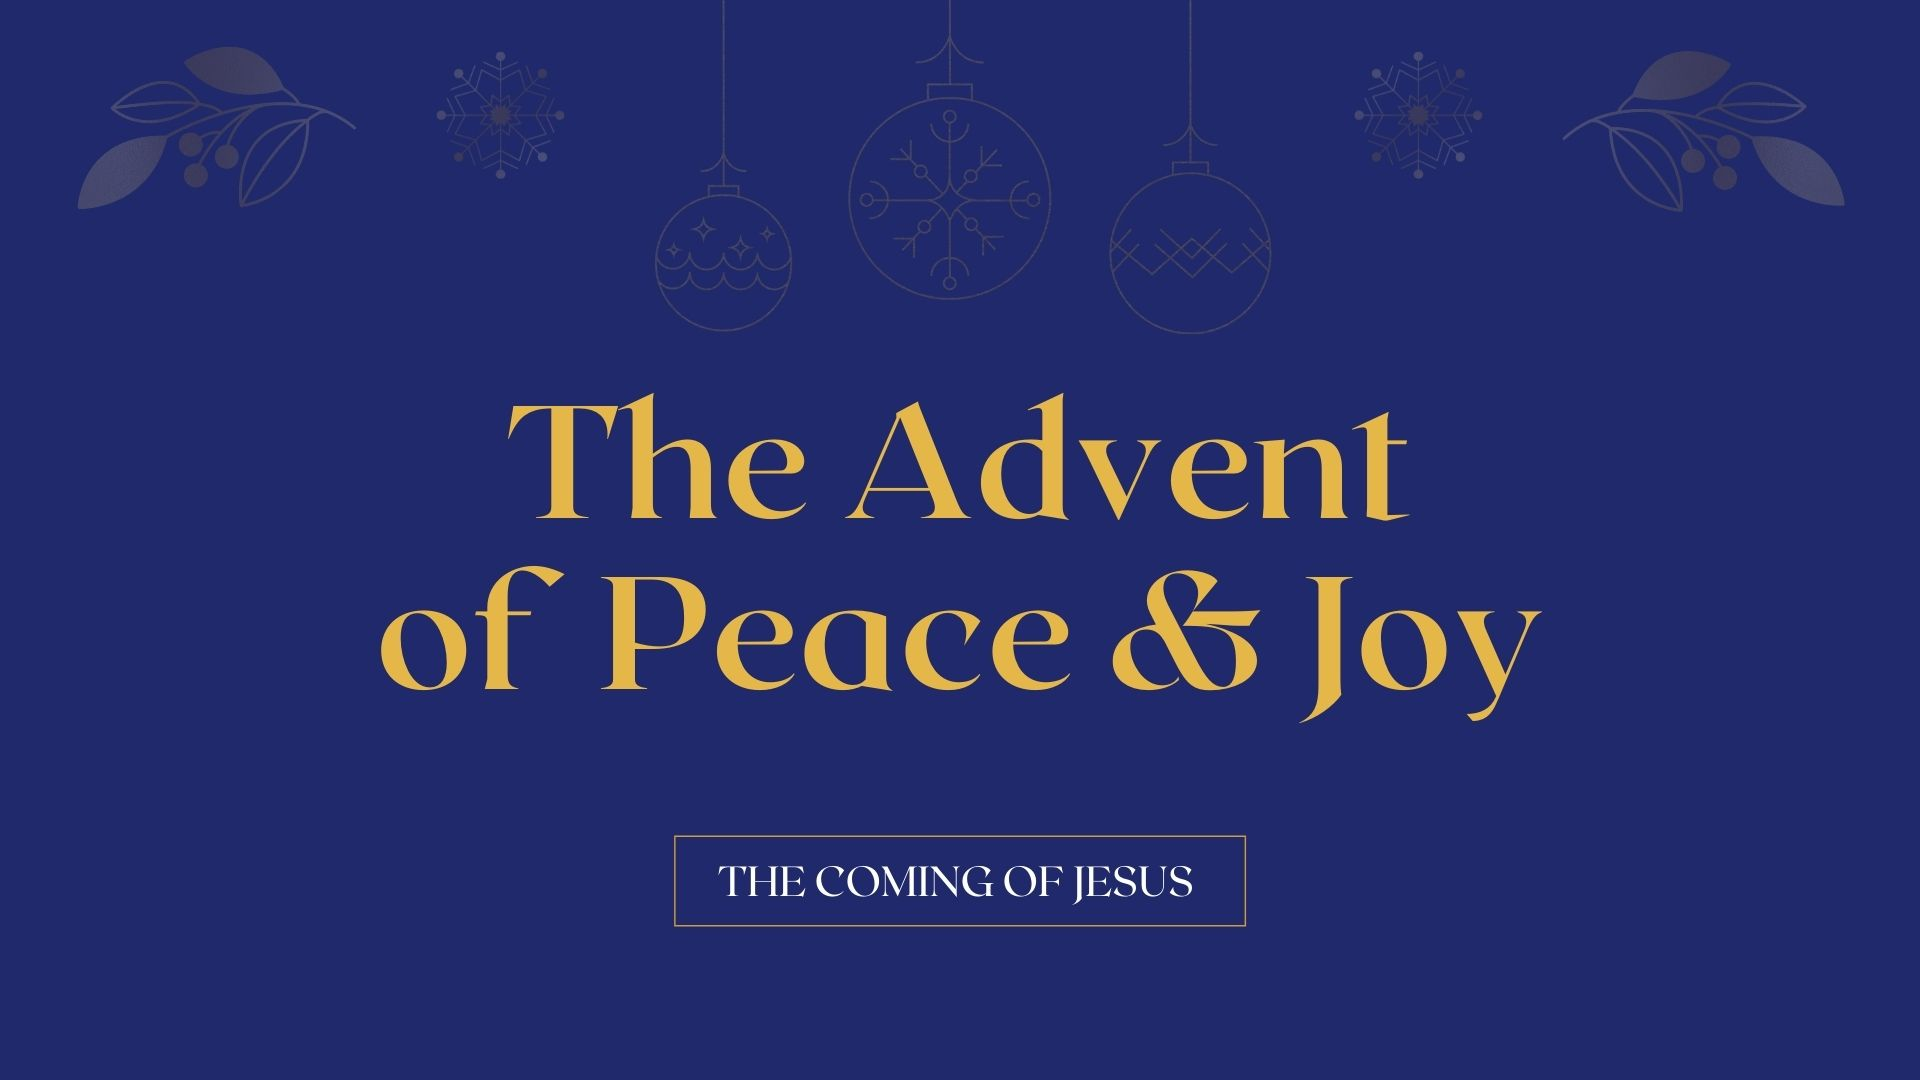 The Advent
of Peace & Joy
THE COMING OF JESUS